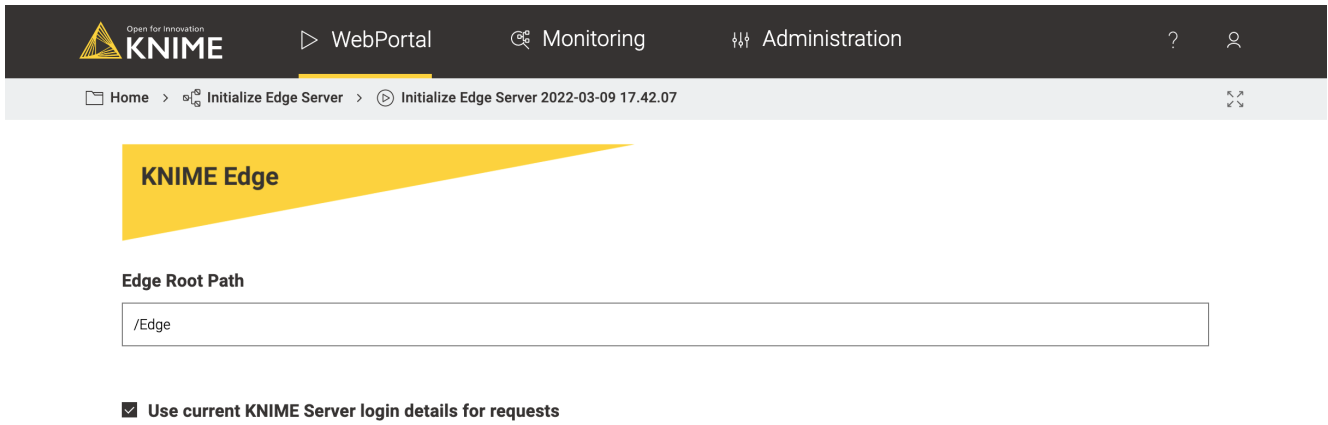 Open for Innovation
KNIME
WebPortal
Monitoring
Administration
?
Home > Initialize Edge Server > Initialize Edge Server 2022-03-09 17.42.07
KNIME Edge
Edge Root Path
/Edge
Use current KNIME Server login details for requests